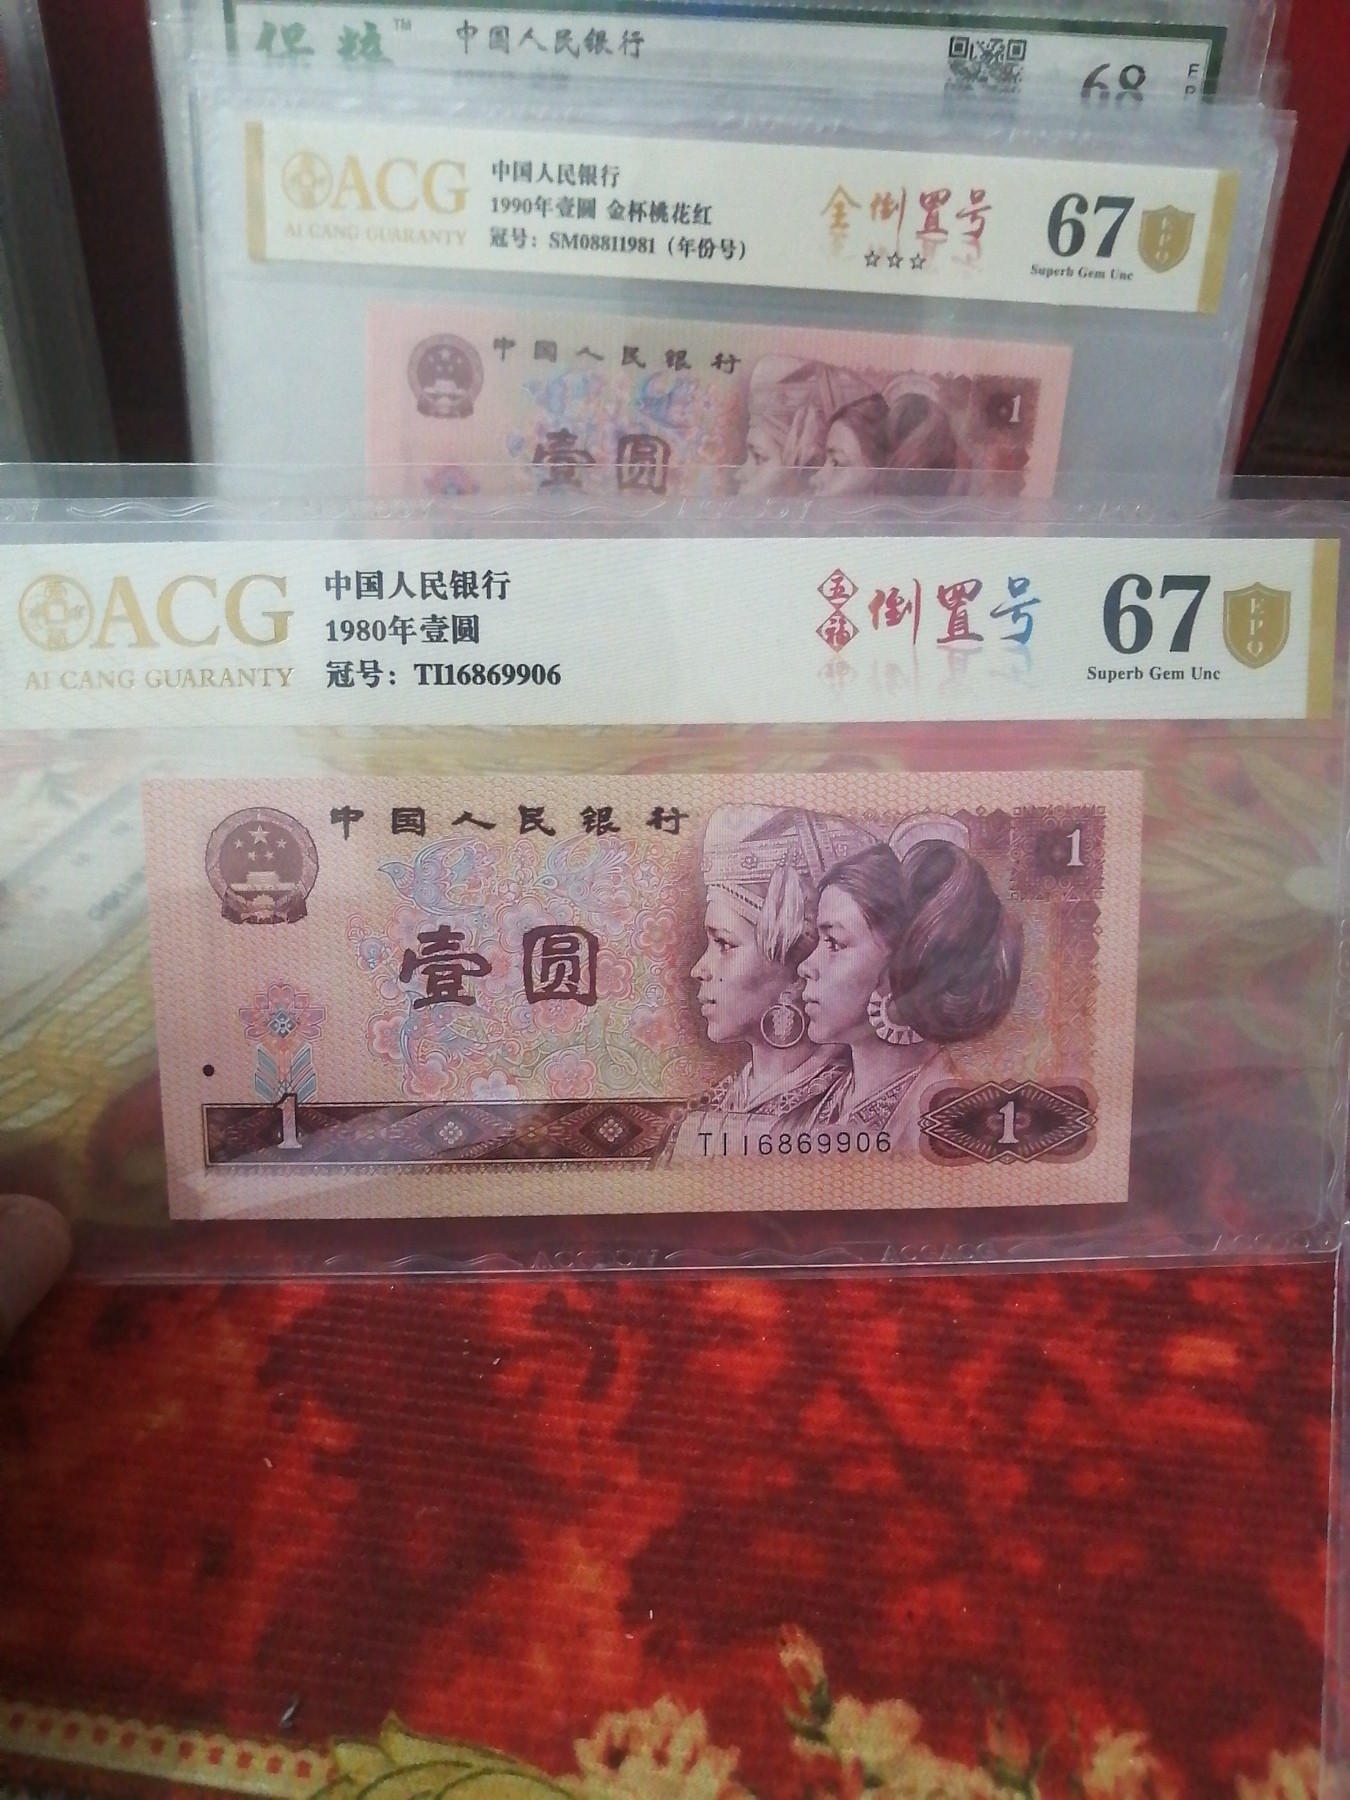 保粹™
中国人民银行
68
ACG
AI CANG GUARANTY
中国人民银行
1990年壹圆 金杯桃花红
冠号：SM08811981（年份号）
全倒置号
☆☆☆
67
Superb Gem Unc
EPQ
中国人民银行
壹圆
1
ACG
AI CANG GUARANTY
中国人民银行
1980年壹圆
冠号：TI16869906
五福
倒置号
67
Superb Gem Unc
EPQ
中国人民银行
1
壹圆
1
TI16869906
1